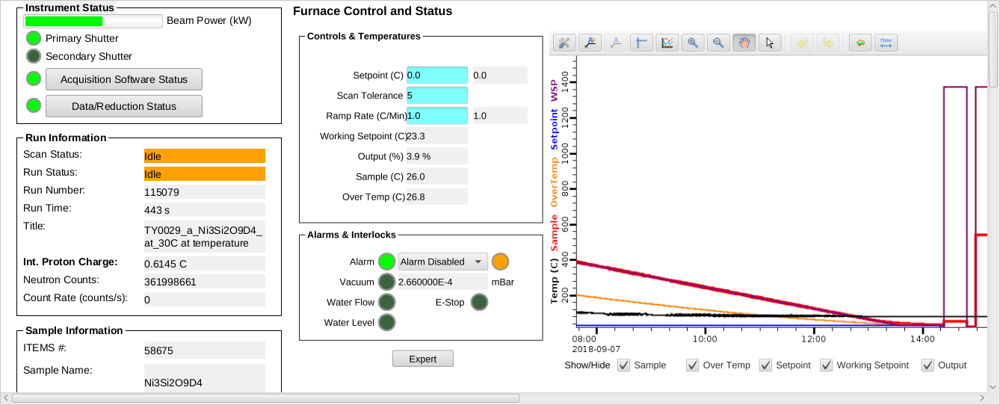 Instrument Status
Beam Power (kW)
Primary Shutter
Secondary Shutter
Acquisition Software Status
Data/Reduction Status
Run Information
Scan Status: Idle
Run Status: Idle
Run Number: 115079
Run Time: 443 s
Title: TY0029_a_Ni3Si2O9D4_
at_30C at temperature
Int. Proton Charge: 0.6145 C
Neutron Counts: 361998661
Count Rate (counts/s): 0
Sample Information
ITEMS #: 58675
Sample Name:
Ni3Si2O9D4
Furnace Control and Status
Controls & Temperatures
Setpoint (C) 0.0 0.0
Scan Tolerance 5
Ramp Rate (C/Min) 1.0 1.0
Working Setpoint (C) 23.3
Output (%) 3.9 %
Sample (C) 26.0
Over Temp (C) 26.8
Alarms & Interlocks
Alarm Alarm Disabled
Vacuum 2.660000E-4 mBar
Water Flow E-Stop
Water Level
Expert
Time
Temp (C) Sample OverTemp Setpoint WSP
1400
1200
1000
800
600
400
200
08:00 10:00 12:00 14:00
2018-09-07
Show/Hide Sample Over Temp Setpoint Working Setpoint Output